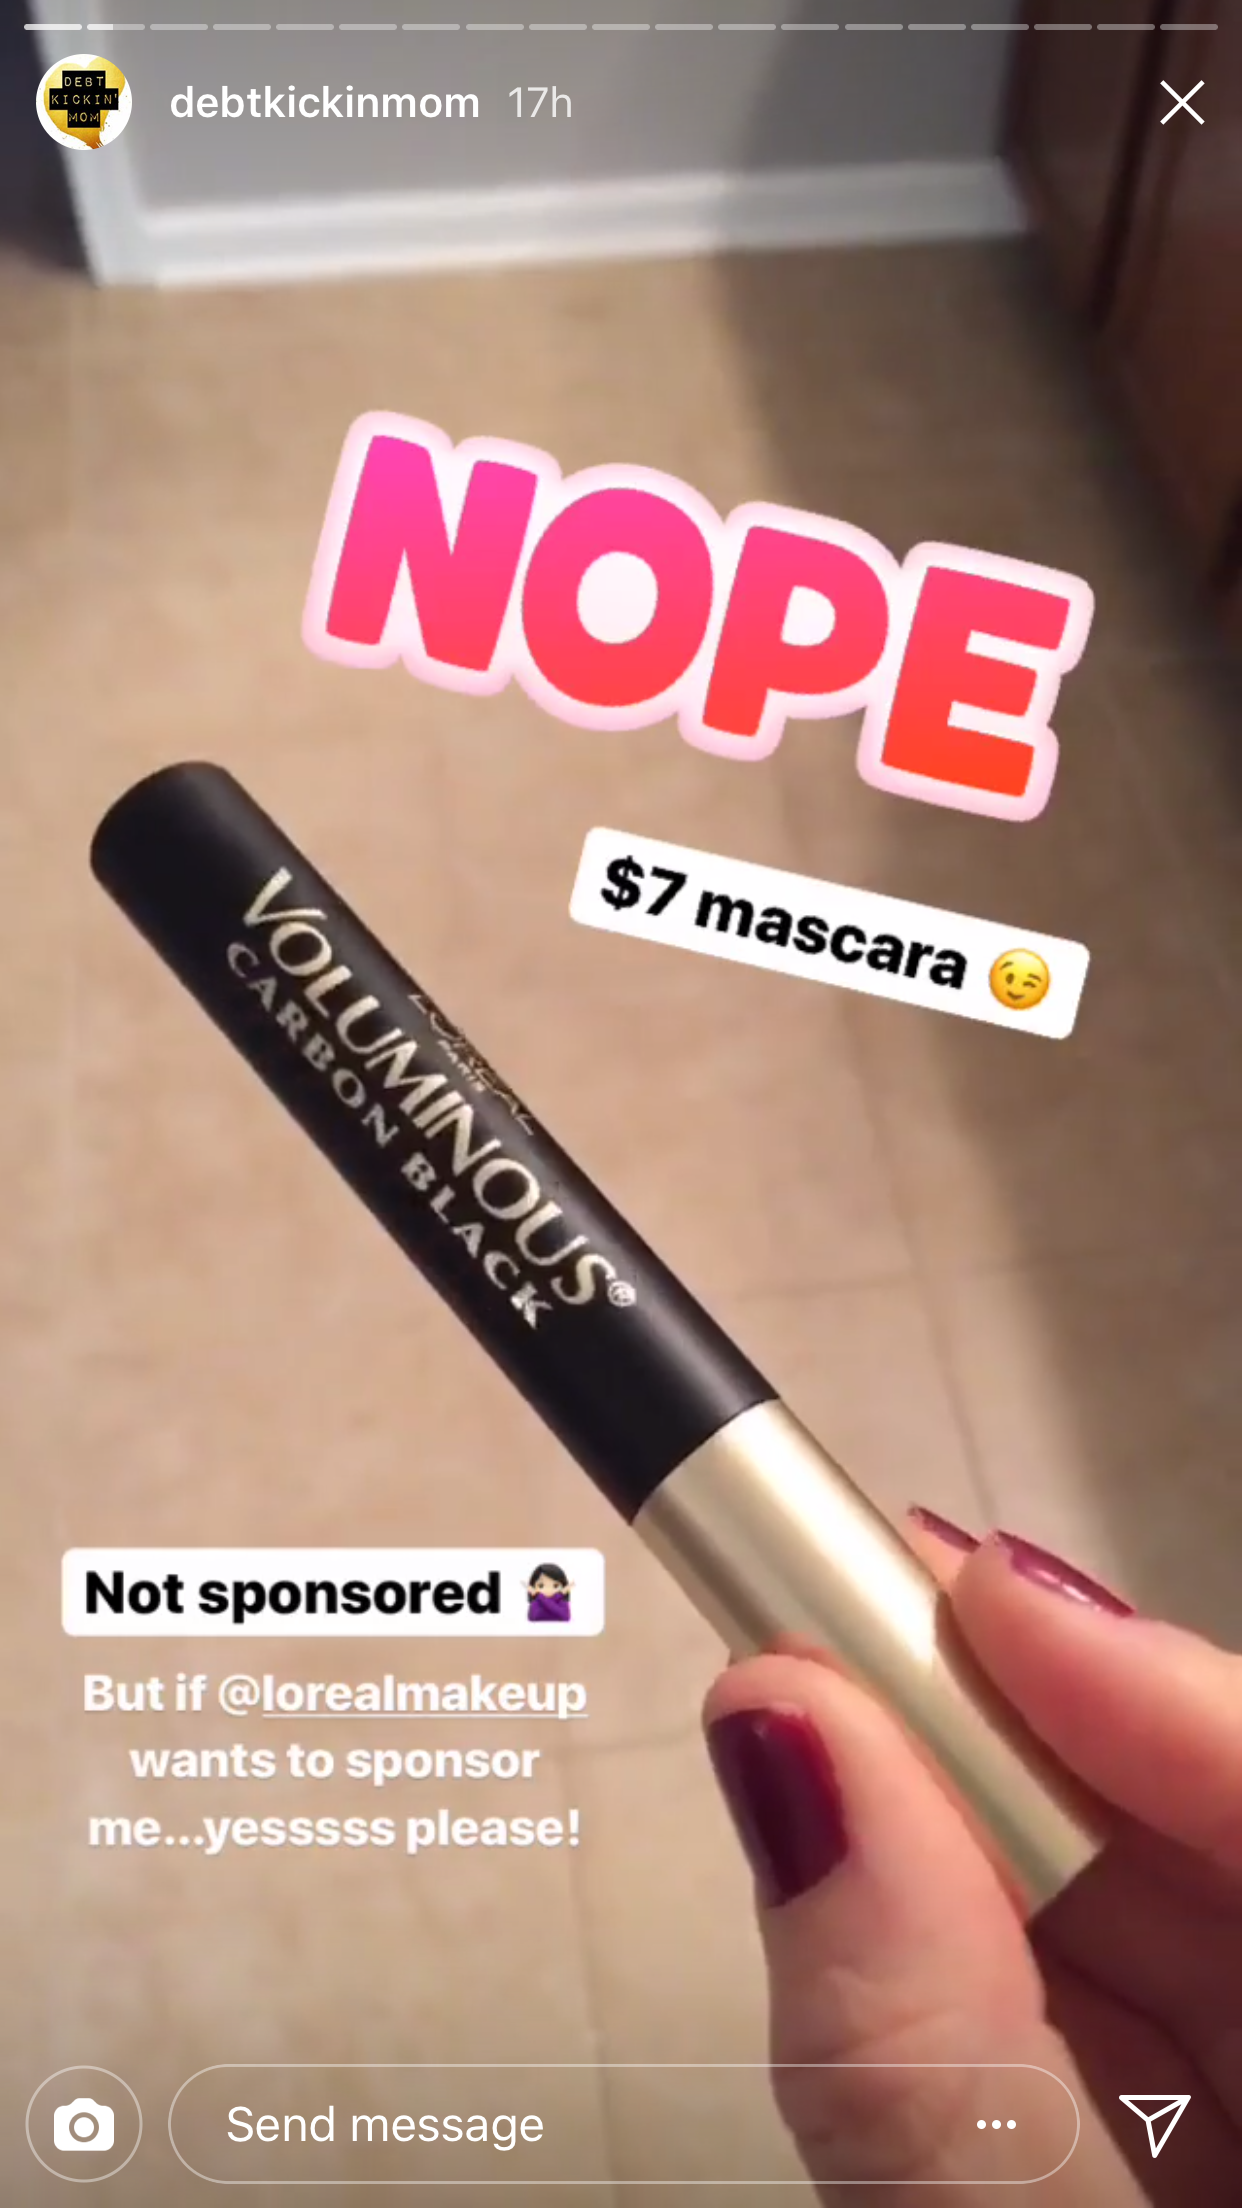 DEBT
KICKIN'
MOM
debtkickinmom 17h
NOPE
$7 mascara 😉
L'ORÉAL
PARIS
VOLUMINOUS®
CARBON BLACK
Not sponsored 🙅🏻‍♀️
But if @lorealmakeup
wants to sponsor
me...yesssss please!
Send message